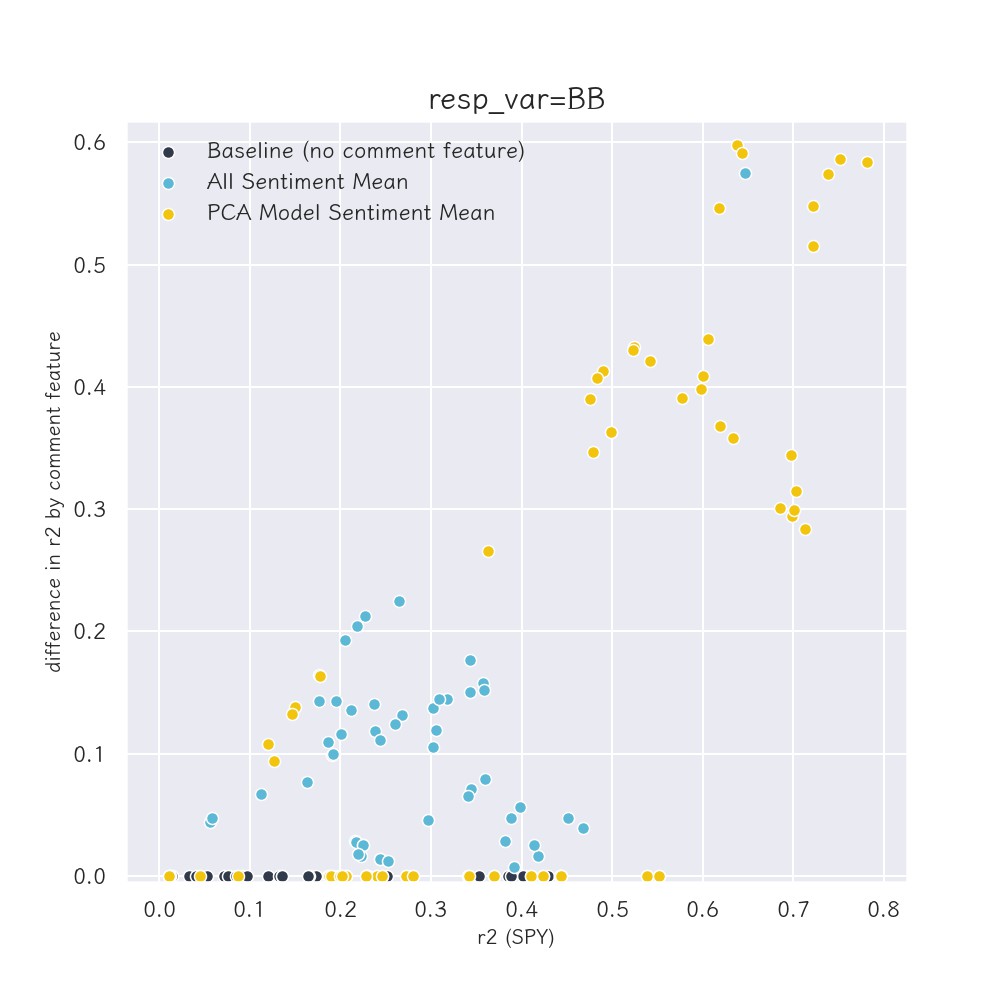 resp_var=BB
Baseline (no comment feature)
All Sentiment Mean
PCA Model Sentiment Mean
difference in r2 by comment feature
0.6
0.5
0.4
0.3
0.2
0.1
0.0
0.0 0.1 0.2 0.3 0.4 0.5 0.6 0.7 0.8
r2 (SPY)